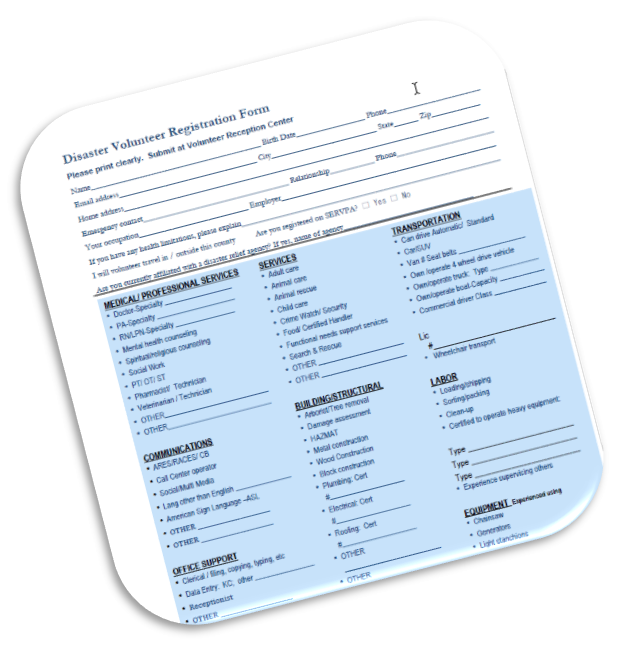 Disaster Volunteer Registration Form
Please print clearly. Submit at Volunteer Reception Center
Name Birth Date Phone
Email address City State Zip
Home address
Emergency contact Relationship Phone
Your occupation Employer
If you have any health limitations, please explain
I will volunteer travel in / outside this county Are you registered on SERVPA? □ Yes □ No
Are you currently affiliated with a disaster relief agency? If yes, name of agency
MEDICAL/ PROFESSIONAL SERVICES
• Doctor-Specialty
• PA-Specialty
• RN/LPN-Specialty
• Mental health counseling
• Spiritual/religious counseling
• Social Work
• PT/ OT/ ST
• Pharmacist/ Technician
• Veterinarian / Technician
• OTHER
• OTHER
COMMUNICATIONS
• ARES/RACES/ CB
• Call Center operator
• Social/Multi Media
• Lang other than English
• American Sign Language –ASL
• OTHER
• OTHER
OFFICE SUPPORT
• Clerical / filing, copying, typing, etc
• Data Entry. KC; other
• Receptionist
• OTHER
SERVICES
• Adult care
• Animal care
• Animal rescue
• Child care
• Crime Watch/ Security
• Food/ Certified Handler
• Functional needs support services
• Search & Rescue
• OTHER
• OTHER
BUILDING/STRUCTURAL
• Arborist/Tree removal
• Damage assessment
• HAZMAT
• Metal construction
• Wood Construction
• Block construction
• Plumbing: Cert
#
• Electrical: Cert
#
• Roofing: Cert
#
• OTHER
• OTHER
TRANSPORTATION
• Can drive Automatic/ Standard
• Car/SUV
• Van # Seat belts
• Own /operate 4 wheel drive vehicle
• Own/operate truck: Type
• Own/operate boat.Capacity
• Commercial driver Class
Lic
#
• Wheelchair transport
LABOR
• Loading/shipping
• Sorting/packing
• Clean-up
• Certified to operate heavy equipment:
Type
Type
Type
• Experience supervising others
EQUIPMENT Experienced using
• Chainsaw
• Generators
• Light stanchions